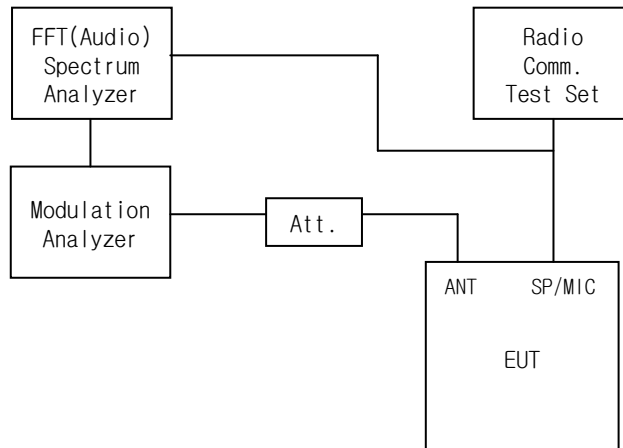 FFT(Audio)
Spectrum
Analyzer
Radio
Comm.
Test Set
Modulation
Analyzer
Att.
ANT SP/MIC
EUT